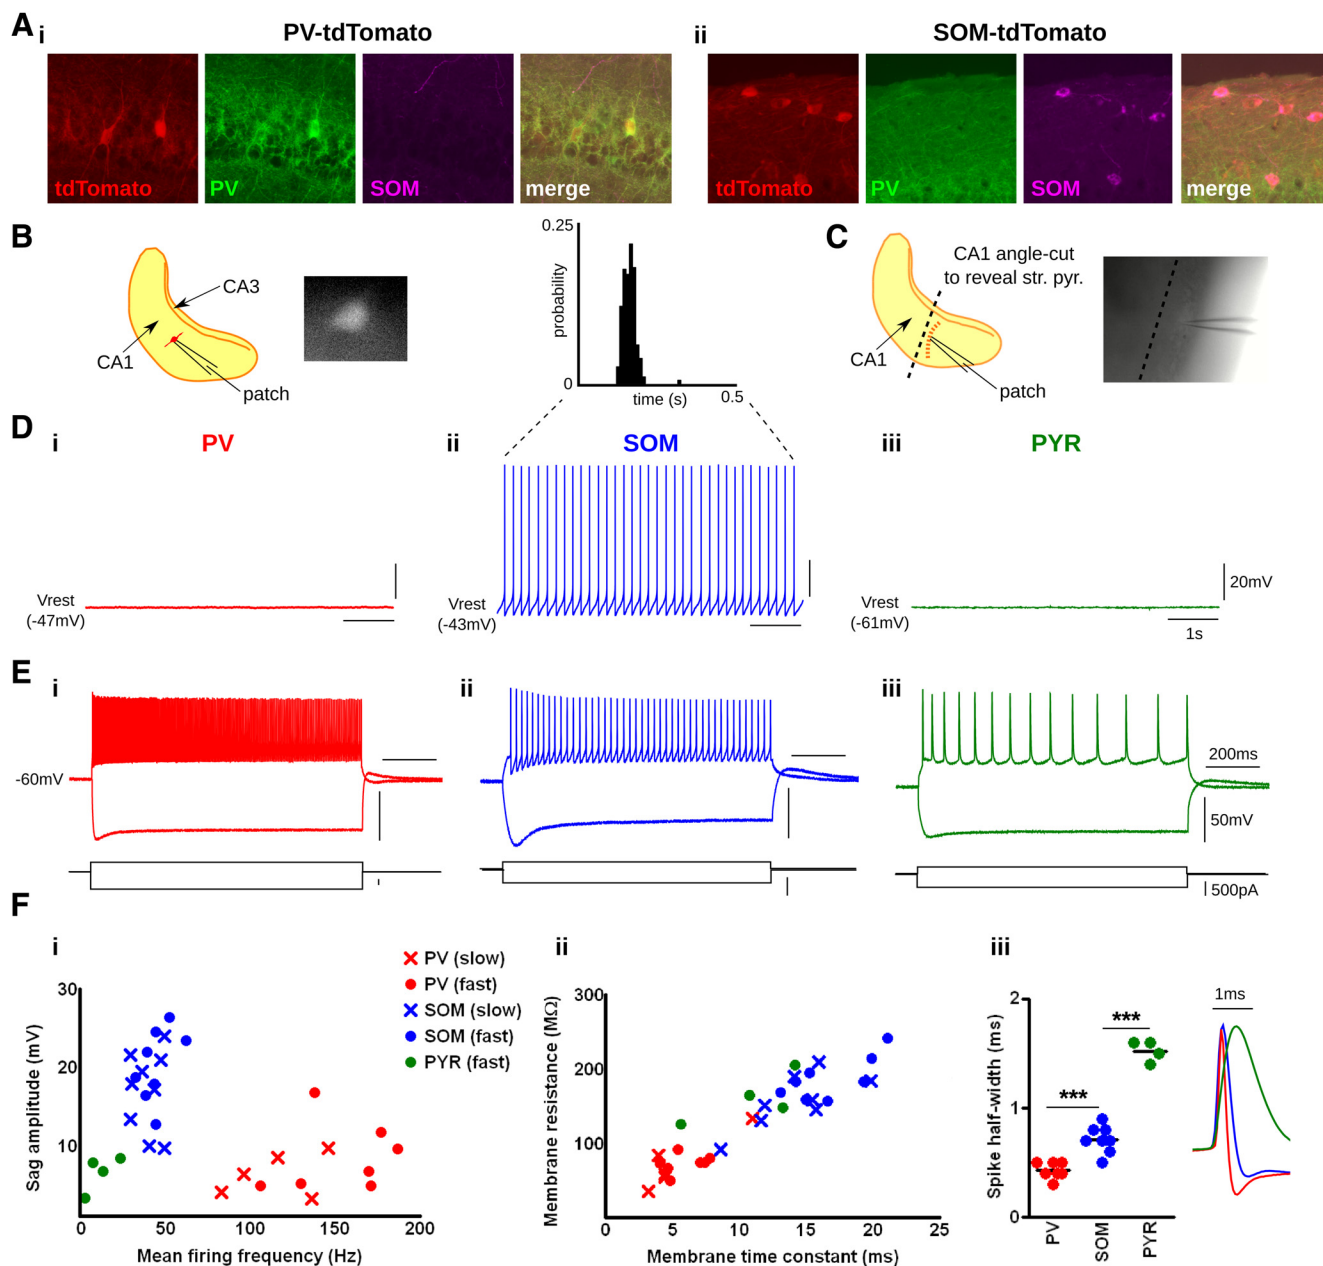 A
i
PV-tdTomato
ii
SOM-tdTomato
tdTomato
PV
SOM
merge
tdTomato
PV
SOM
merge
B
CA3
CA1
patch
0.25
probability
0
time (s)
0.5
C
CA1 angle-cut
to reveal str. pyr.
CA1
patch
D
i
PV
ii
SOM
iii
PYR
Vrest
(-47mV)
Vrest
(-43mV)
Vrest
(-61mV)
20mV
1s
E
i
ii
iii
-60mV
200ms
50mV
500pA
F
i
PV (slow)
PV (fast)
SOM (slow)
SOM (fast)
PYR (fast)
Sag amplitude (mV)
30
20
10
0
50
100
150
200
Mean firing frequency (Hz)
ii
Membrane resistance (MΩ)
300
200
100
0
0
5
10
15
20
25
Membrane time constant (ms)
iii
Spike half-width (ms)
2
1
0
***
***
PV
SOM
PYR
1ms